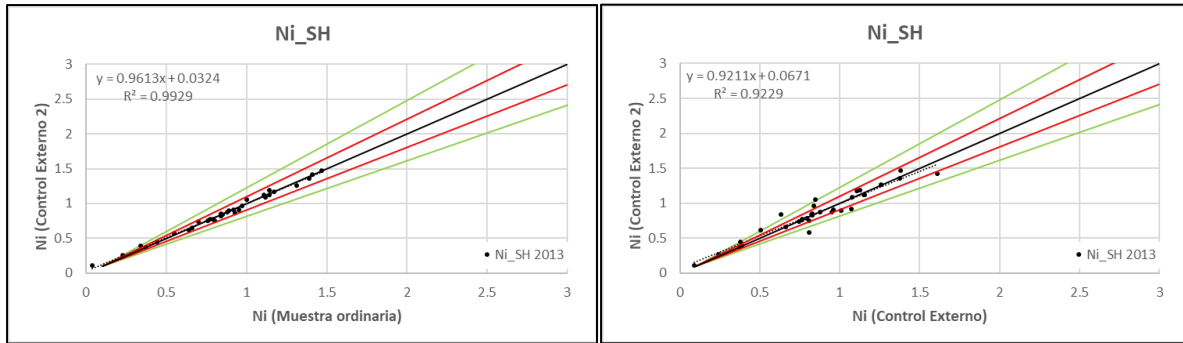 Ni_SH
y = 0.9613x + 0.0324
R² = 0.9929
Ni (Control Externo 2)
3
2.5
2
1.5
1
0.5
0
0 0.5 1 1.5 2 2.5 3
Ni_SH 2013
Ni (Muestra ordinaria)
Ni_SH
y = 0.9211x + 0.0671
R² = 0.9229
Ni (Control Externo 2)
3
2.5
2
1.5
1
0.5
0
0 0.5 1 1.5 2 2.5 3
Ni_SH 2013
Ni (Control Externo)